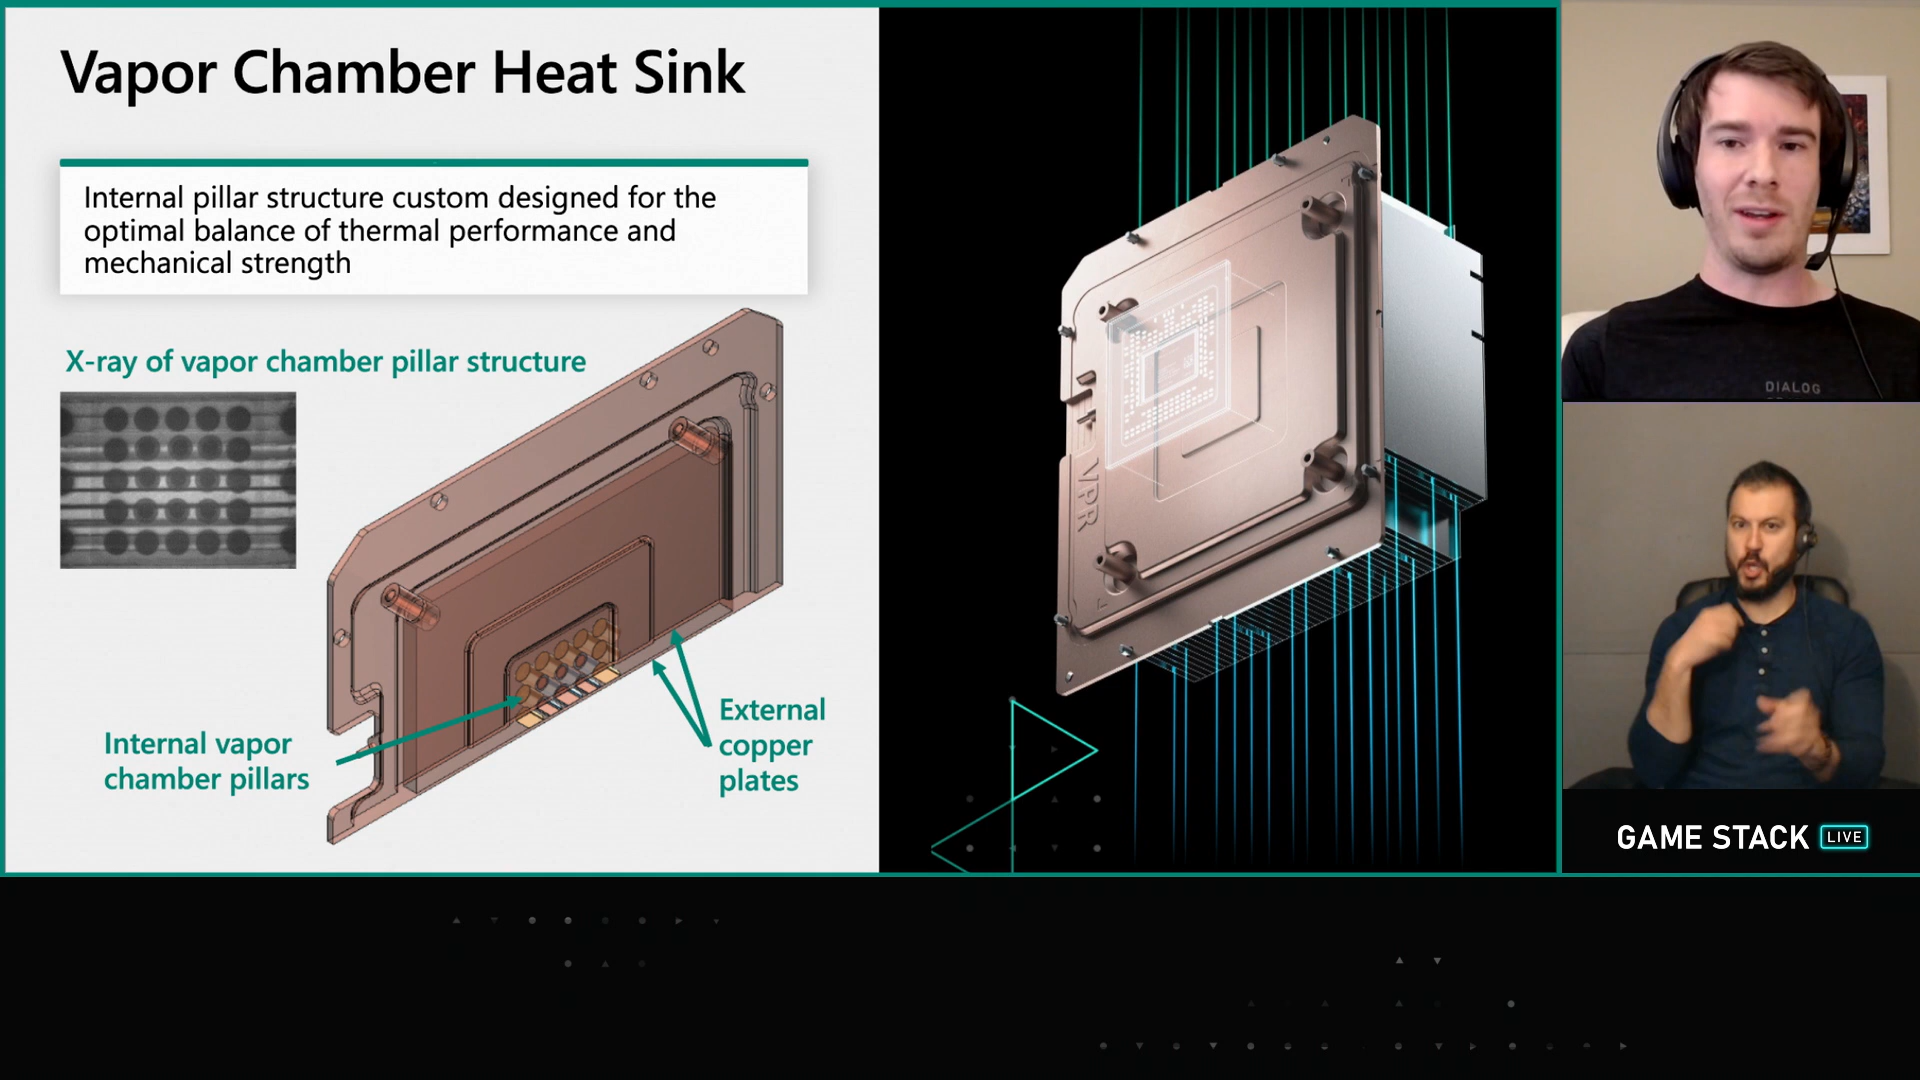 Vapor Chamber Heat Sink
Internal pillar structure custom designed for the
optimal balance of thermal performance and
mechanical strength
X-ray of vapor chamber pillar structure
Internal vapor
chamber pillars
External
copper
plates
VPR
DIALOG
GAME STACK LIVE